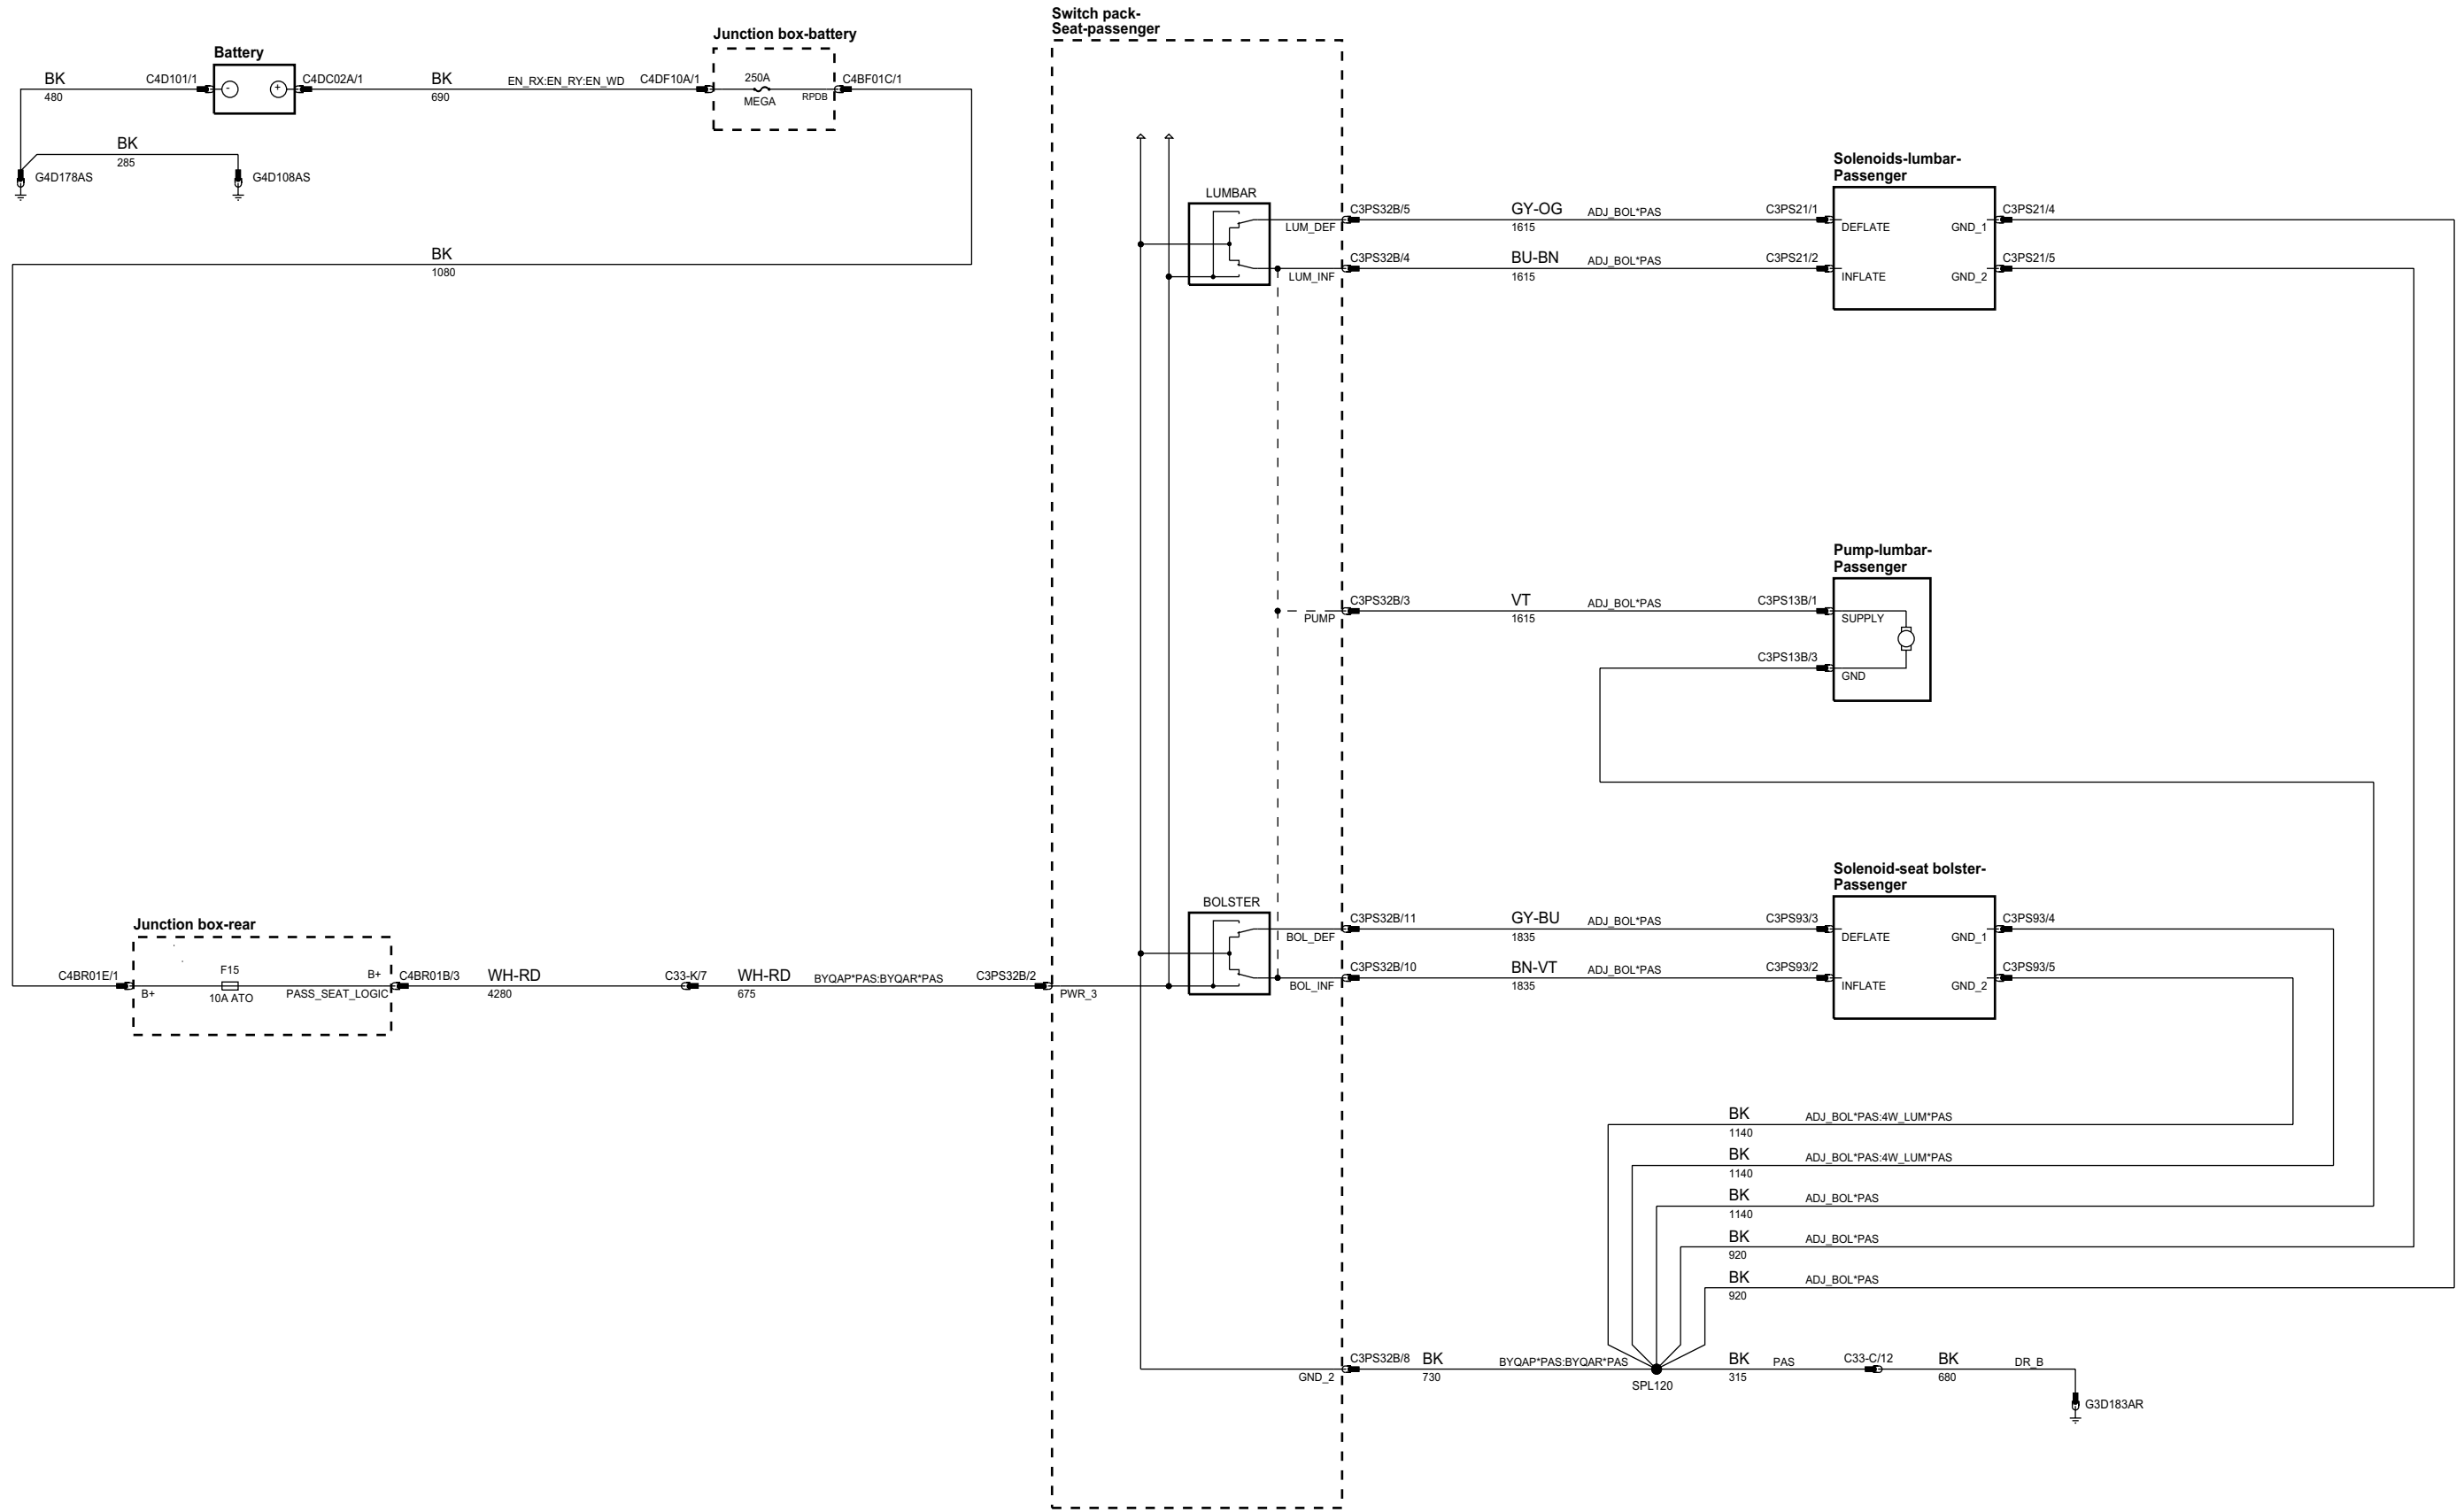 Switch pack-
Seat-passenger
Junction box-battery
Battery
BK
480
C4D101/1
-
+
C4DC02A/1
BK
690
EN_RX:EN_RY:EN_WD
C4DF10A/1
250A
MEGA
RPDB
C4BF01C/1
BK
285
G4D178AS
G4D108AS
BK
1080
LUMBAR
LUM_DEF
LUM_INF
C3PS32B/5
GY-OG
1615
ADJ_BOL*PAS
C3PS21/1
C3PS32B/4
BU-BN
1615
ADJ_BOL*PAS
C3PS21/2
Solenoids-lumbar-
Passenger
DEFLATE
GND_1
INFLATE
GND_2
C3PS21/4
C3PS21/5
PUMP
C3PS32B/3
VT
1615
ADJ_BOL*PAS
C3PS13B/1
C3PS13B/3
Pump-lumbar-
Passenger
SUPPLY
GND
Junction box-rear
C4BR01E/1
B+
F15
10A ATO
B+
PASS_SEAT_LOGIC
C4BR01B/3
WH-RD
4280
C33-K/7
WH-RD
675
BYQAP*PAS:BYQAR*PAS
C3PS32B/2
PWR_3
BOLSTER
BOL_DEF
BOL_INF
C3PS32B/11
GY-BU
1835
ADJ_BOL*PAS
C3PS93/3
C3PS32B/10
BN-VT
1835
ADJ_BOL*PAS
C3PS93/2
Solenoid-seat bolster-
Passenger
DEFLATE
GND_1
INFLATE
GND_2
C3PS93/4
C3PS93/5
BK
1140
ADJ_BOL*PAS:4W_LUM*PAS
BK
1140
ADJ_BOL*PAS:4W_LUM*PAS
BK
1140
ADJ_BOL*PAS
BK
920
ADJ_BOL*PAS
BK
920
ADJ_BOL*PAS
GND_2
C3PS32B/8
BK
730
BYQAP*PAS:BYQAR*PAS
SPL120
BK
315
PAS
C33-C/12
BK
680
DR_B
G3D183AR